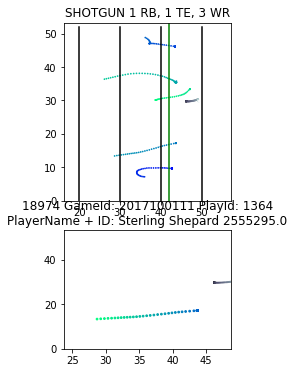 SHOTGUN 1 RB, 1 TE, 3 WR
50
40
30
20
10
0
20 30 40 50
18974 GameId: 2017100111 PlayId: 1364
PlayerName + ID: Sterling Shepard 2555295.0
40
20
0
25 30 35 40 45